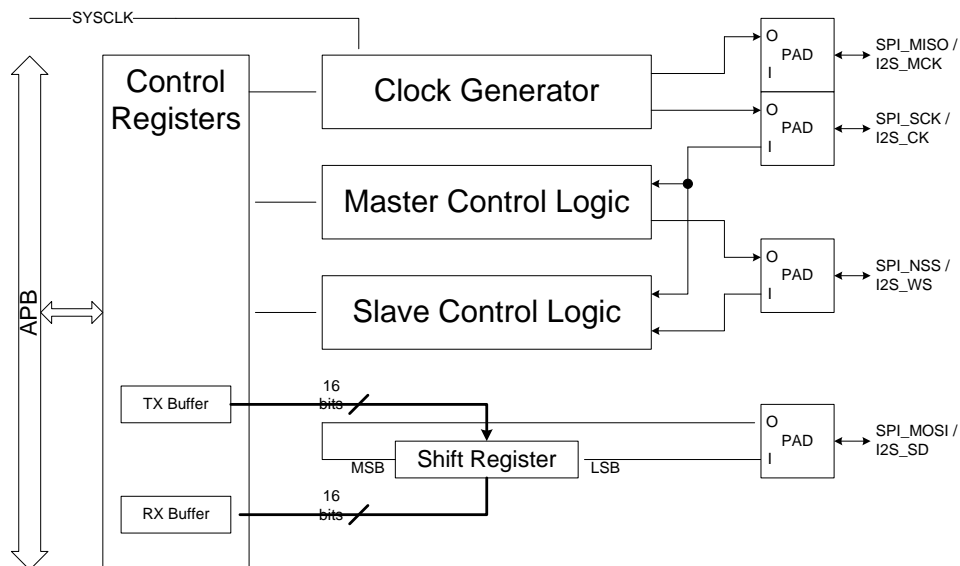 SYSCLK
APB
Control
Registers
Clock Generator
Master Control Logic
Slave Control Logic
TX Buffer
16
bits
MSB
Shift Register
LSB
RX Buffer
16
bits
O
PAD
I
SPI_MISO /
I2S_MCK
O
PAD
I
SPI_SCK /
I2S_CK
O
PAD
I
SPI_NSS /
I2S_WS
O
PAD
I
SPI_MOSI /
I2S_SD